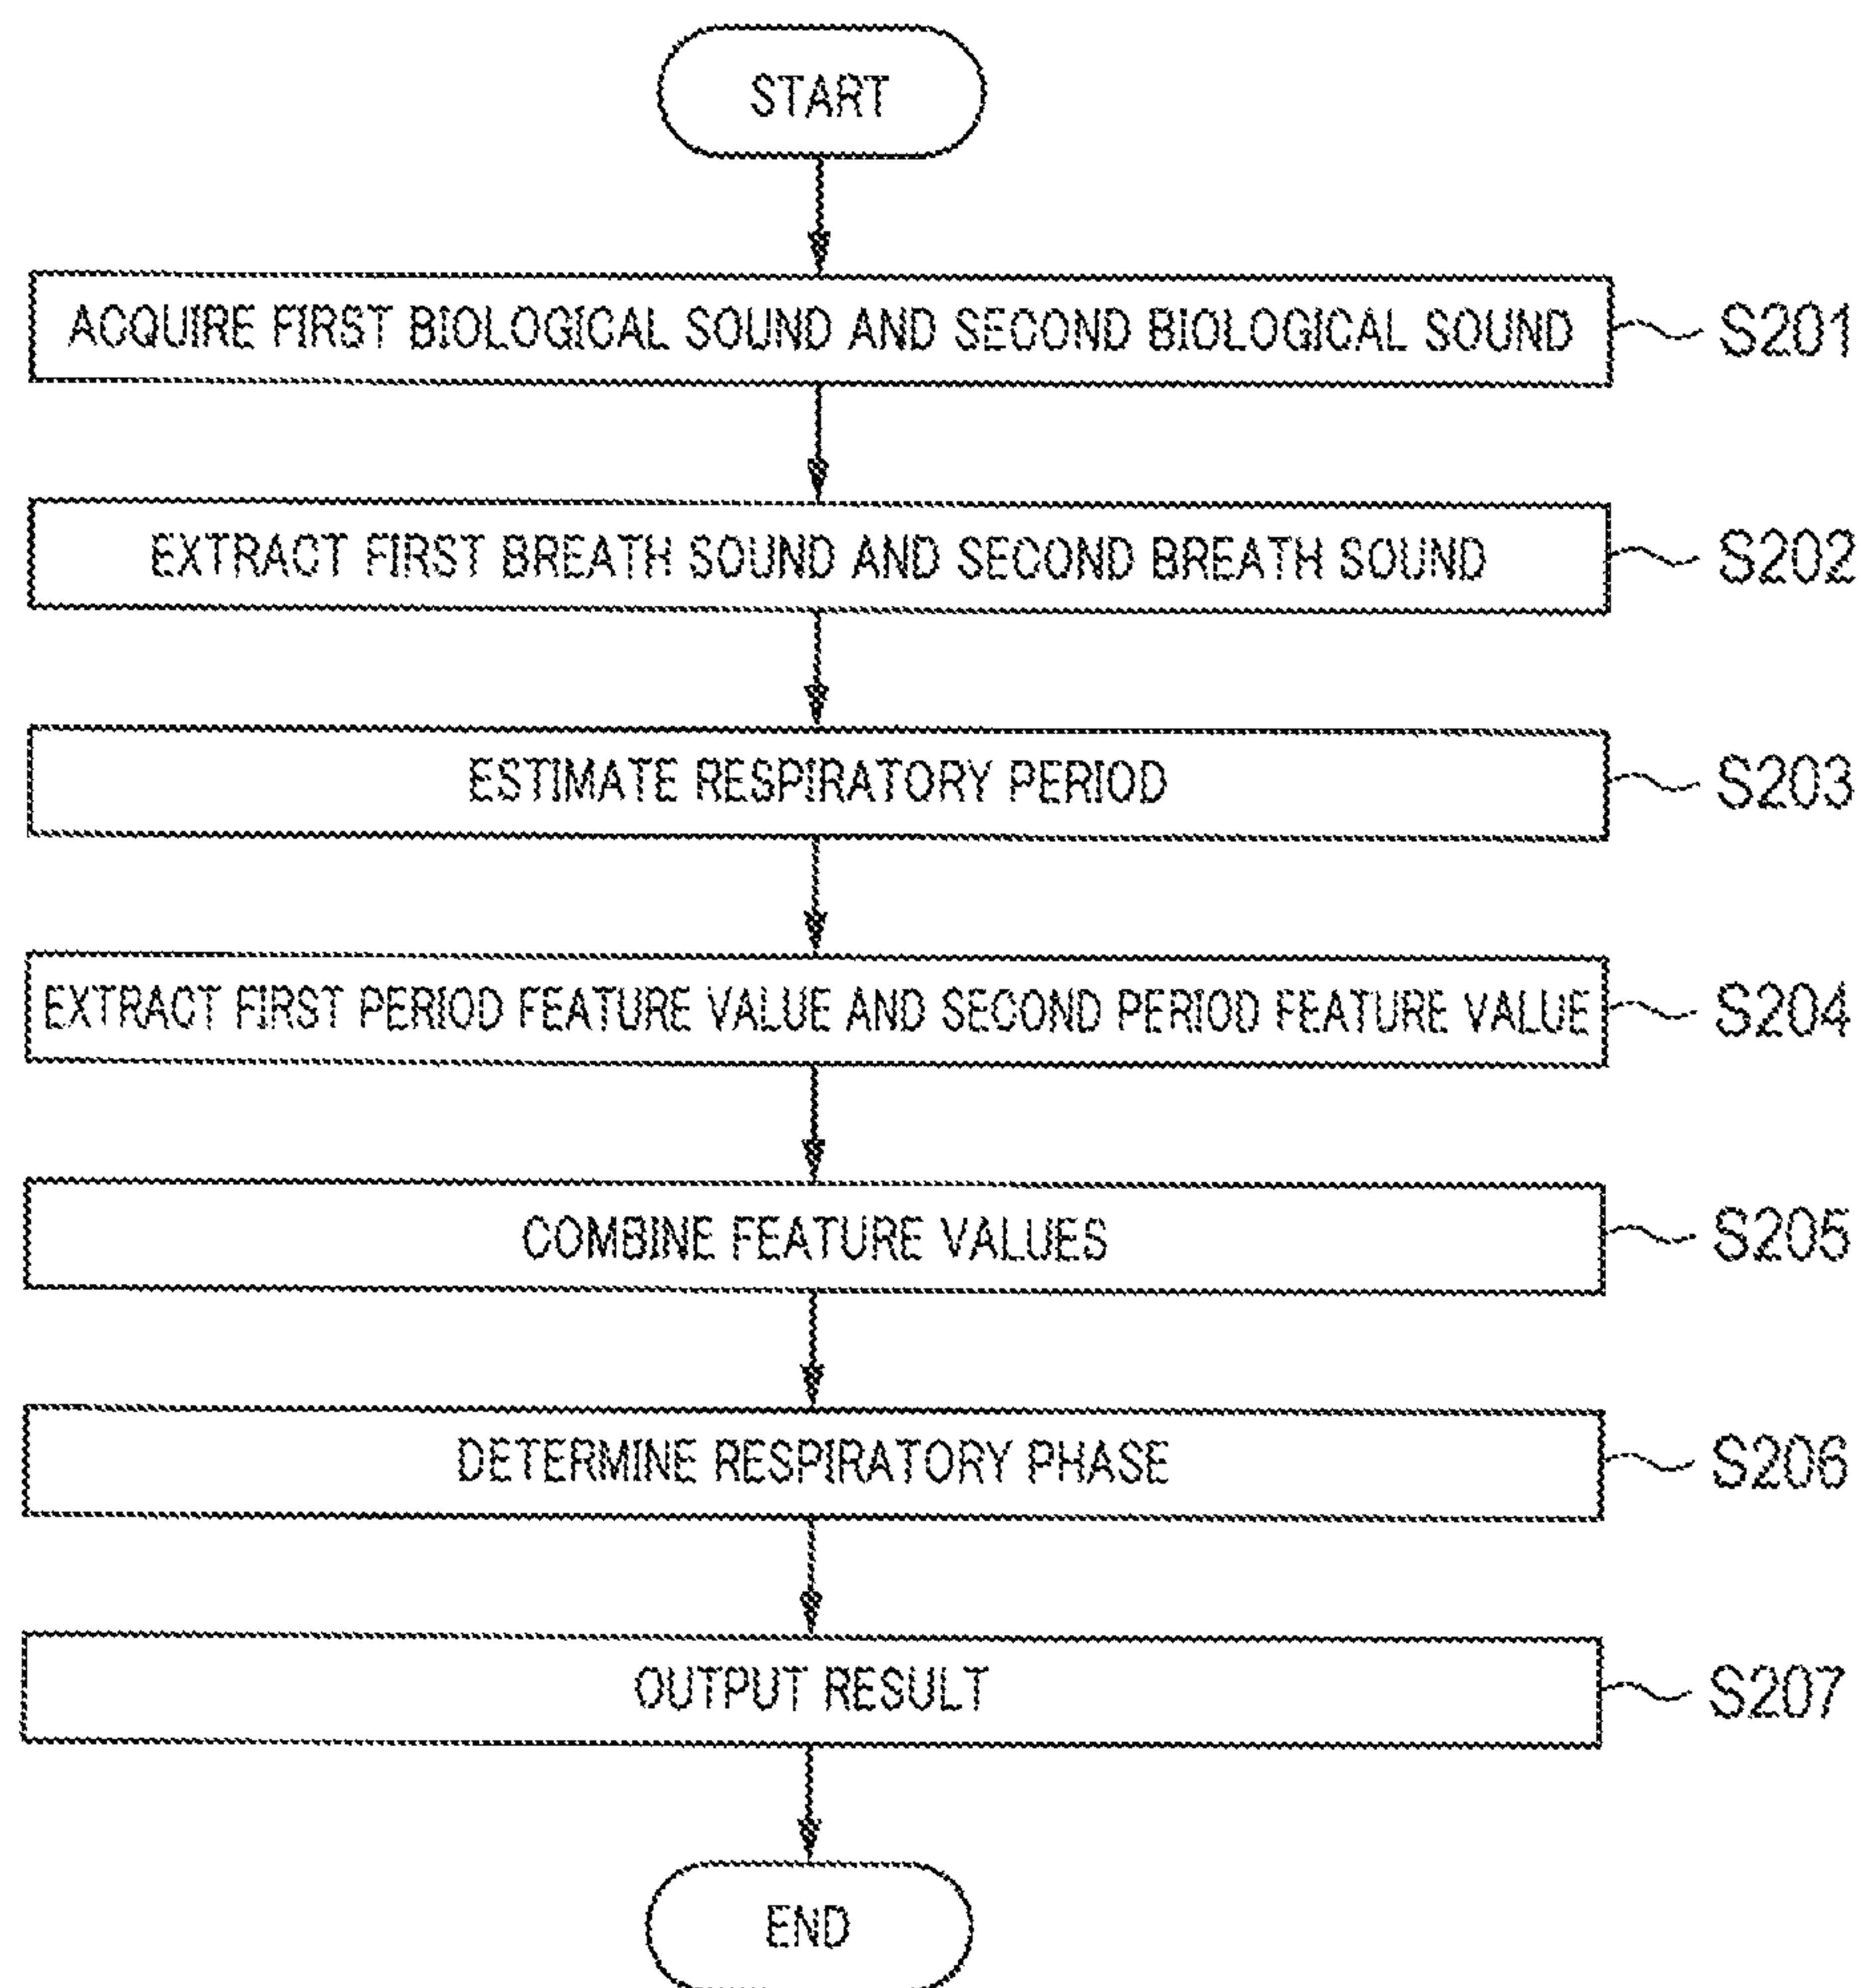 START
ACQUIRE FIRST BIOLOGICAL SOUND AND SECOND BIOLOGICAL SOUND S201
EXTRACT FIRST BREATH SOUND AND SECOND BREATH SOUND S202
ESTIMATE RESPIRATORY PERIOD S203
EXTRACT FIRST PERIOD FEATURE VALUE AND SECOND PERIOD FEATURE VALUE S204
COMBINE FEATURE VALUES S205
DETERMINE RESPIRATORY PHASE S206
OUTPUT RESULT S207
END